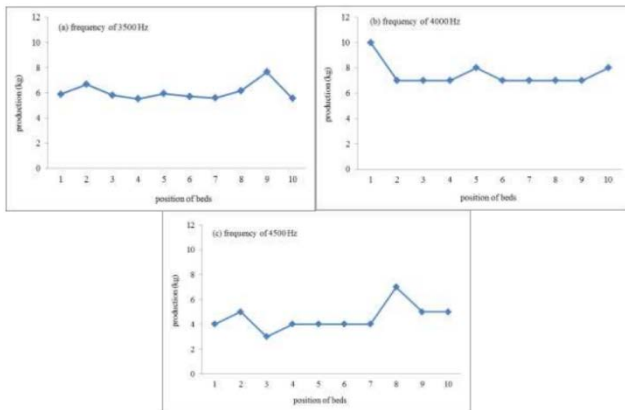 (a) frequency of 3500 Hz
production (kg)
12
10
8
6
4
2
0
1 2 3 4 5 6 7 8 9 10
position of beds
(b) frequency of 4000 Hz
production (kg)
12
10
8
6
4
2
0
1 2 3 4 5 6 7 8 9 10
position of beds
(c) frequency of 4500 Hz
production (kg)
12
10
8
6
4
2
0
1 2 3 4 5 6 7 8 9 10
position of beds